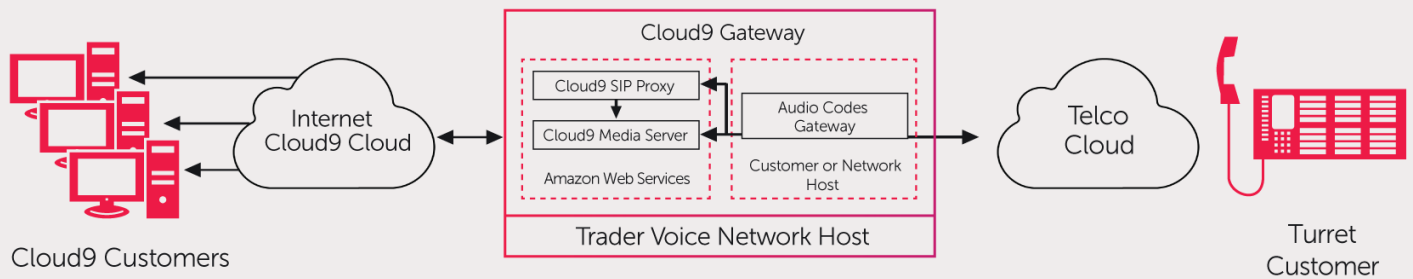 Cloud9 Gateway
Cloud9 SIP Proxy
Cloud9 Media Server
Amazon Web Services
Audio Codes
Gateway
Customer or Network
Host
Trader Voice Network Host
Internet
Cloud9 Cloud
Telco
Cloud
Cloud9 Customers
Turret
Customer